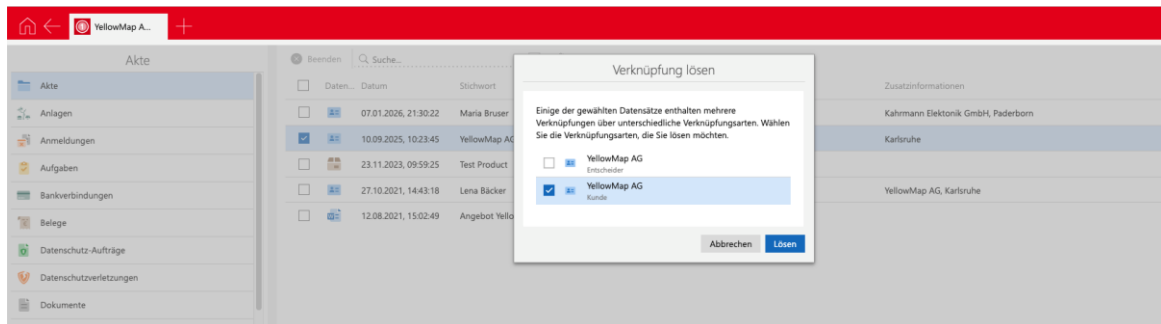 YellowMap A...
Akte
Akte
Anlagen
Anmeldungen
Aufgaben
Bankverbindungen
Belege
Datenschutz-Aufträge
Datenschutzverletzungen
Dokumente
Beenden Suche...
Daten... Datum Stichwort Zusatzinformationen
07.01.2026, 21:30:22 Maria Bruser Kahrmann Elektonik GmbH, Paderborn
10.09.2025, 10:23:45 YellowMap AG Karlsruhe
23.11.2023, 09:59:25 Test Product
27.10.2021, 14:43:18 Lena Bäcker YellowMap AG, Karlsruhe
12.08.2021, 15:02:49 Angebot Yello
Verknüpfung lösen
Einige der gewählten Datensätze enthalten mehrere
Verknüpfungen über unterschiedliche Verknüpfungsarten. Wählen
Sie die Verknüpfungsarten, die Sie lösen möchten.
YellowMap AG
Entscheider
YellowMap AG
Kunde
Abbrechen Lösen